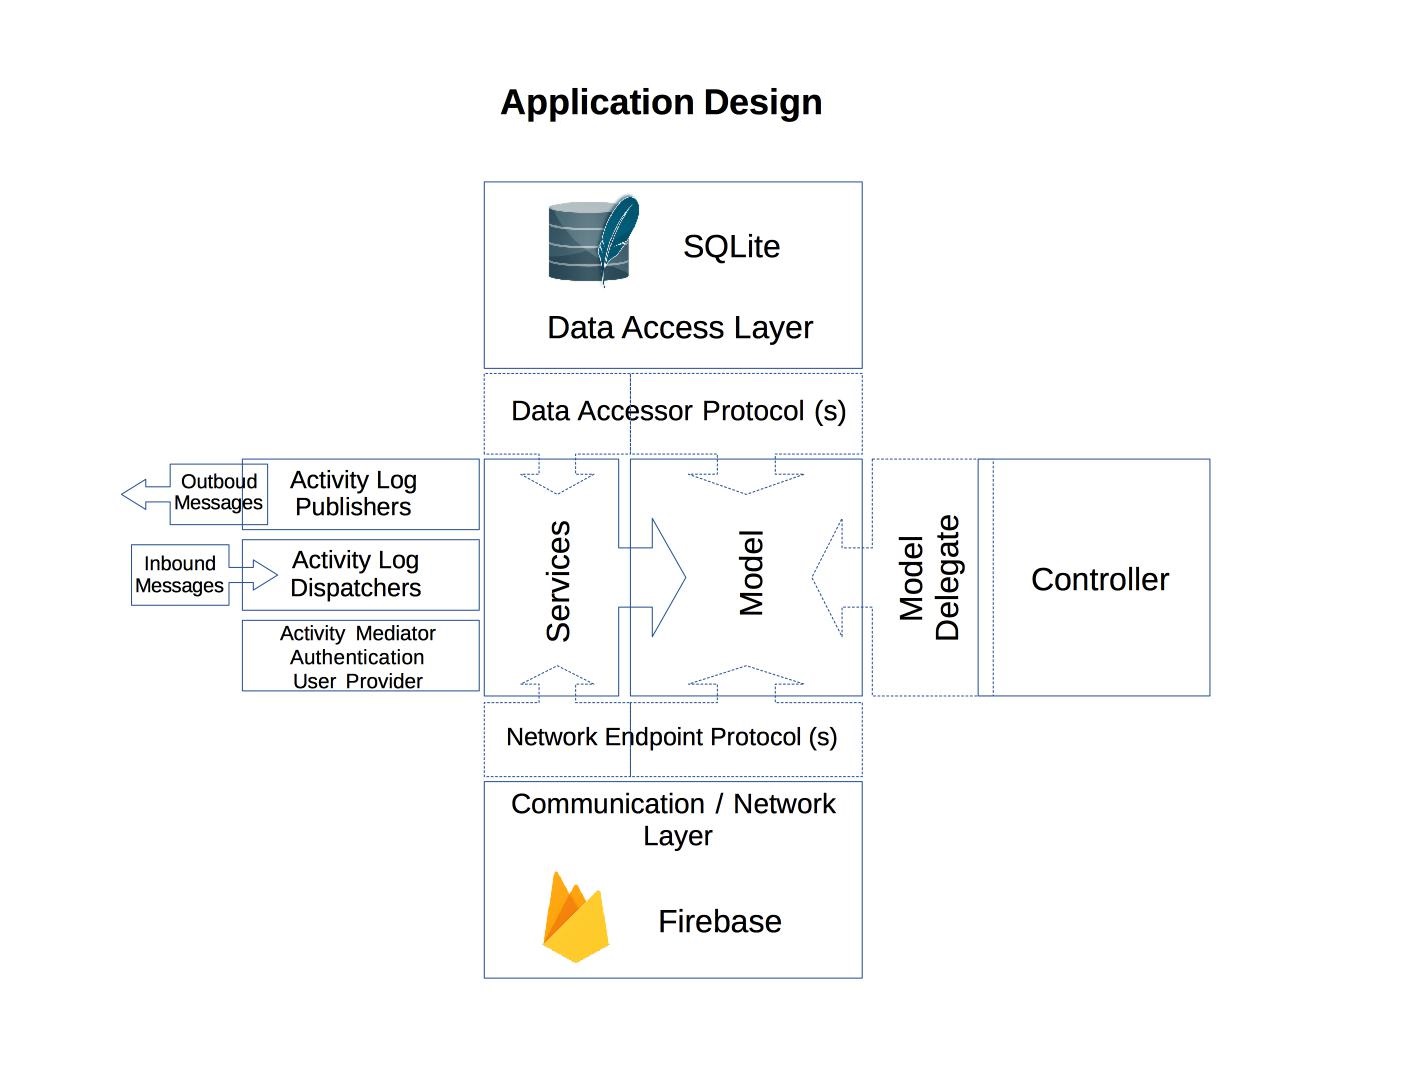 Application Design
SQLite
Data Access Layer
Data Accessor Protocol (s)
Outboud
Messages
Activity Log
Publishers
Inbound
Messages
Activity Log
Dispatchers
Activity Mediator
Authentication
User Provider
Services
Model
Model
Delegate
Controller
Network Endpoint Protocol (s)
Communication / Network
Layer
Firebase